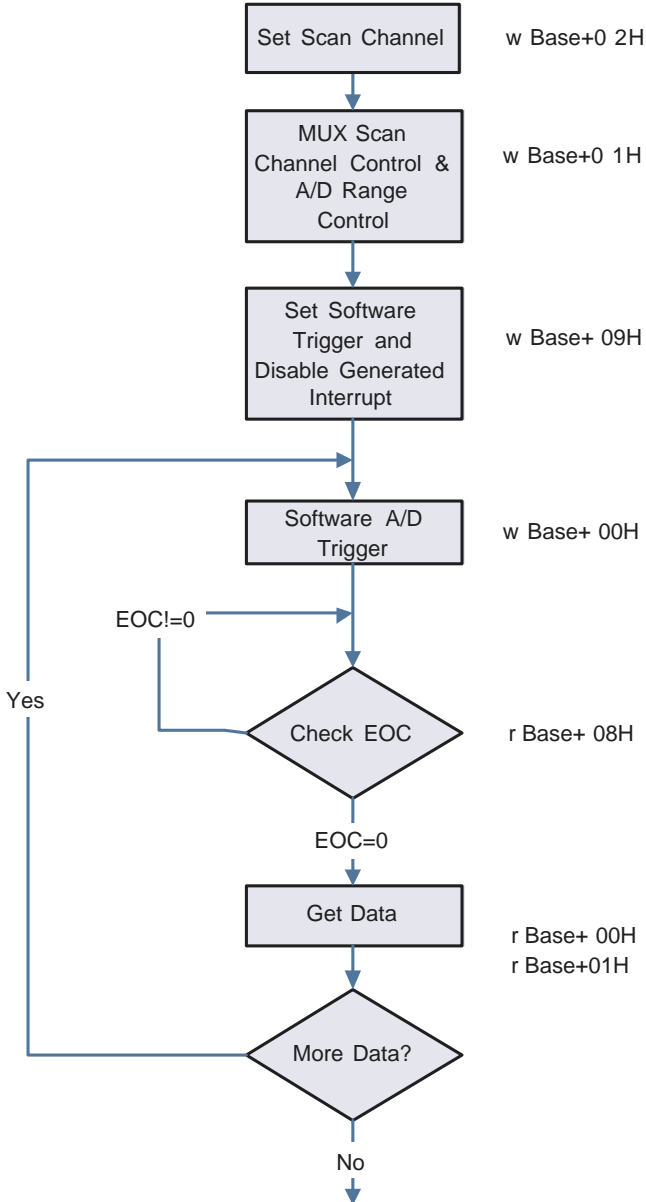 Set Scan Channel
w Base+0 2H
MUX Scan
Channel Control &
A/D Range
Control
w Base+0 1H
Set Software
Trigger and
Disable Generated
Interrupt
w Base+ 09H
Software A/D
Trigger
w Base+ 00H
EOC!=0
Yes
Check EOC
r Base+ 08H
EOC=0
Get Data
r Base+ 00H
r Base+01H
More Data?
No